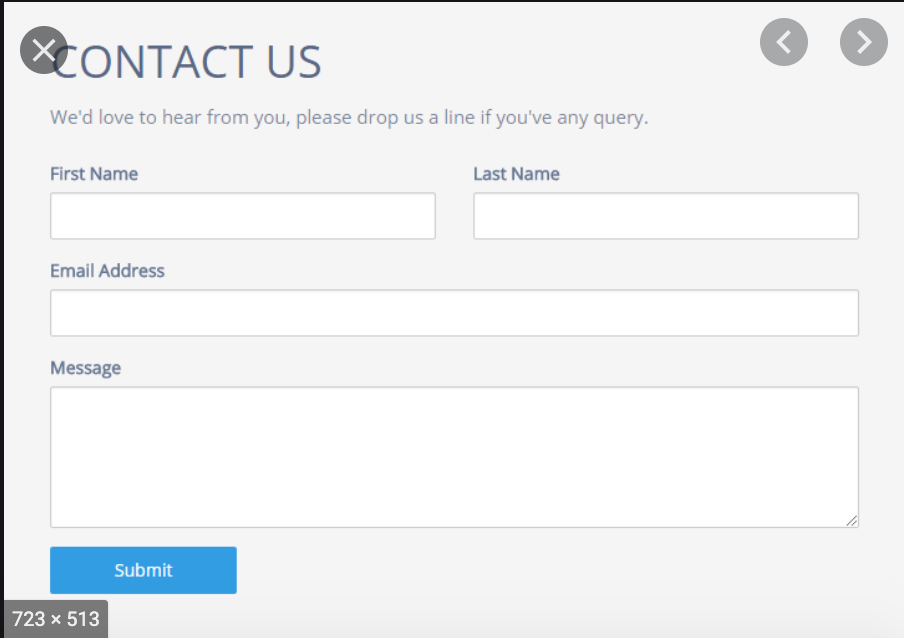 CONTACT US
We'd love to hear from you, please drop us a line if you've any query.
First Name
Last Name
Email Address
Message
Submit
723 × 513